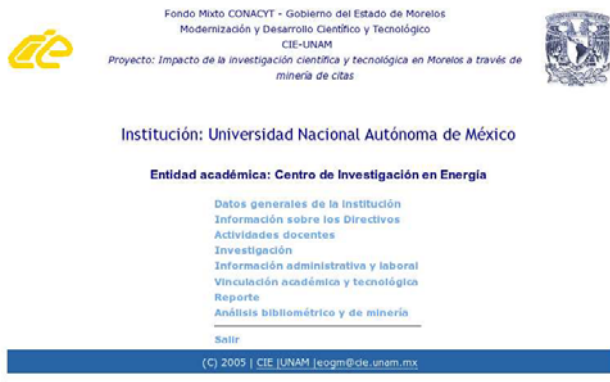 Fondo Mixto CONACYT - Gobierno del Estado de Morelos
Modernización y Desarrollo Científico y Tecnológico
CIE-UNAM
Proyecto: Impacto de la investigación científica y tecnológica en Morelos a través de
minería de citas
cie
Institución: Universidad Nacional Autónoma de México
Entidad académica: Centro de Investigación en Energía
Datos generales de la institución
Información sobre los Directivos
Actividades docentes
Investigación
Información administrativa y laboral
Vinculación académica y tecnológica
Reporte
Análisis bibliométrico y de minería
Salir
(C) 2005 | CIE |UNAM |eogm@cie.unam.mx